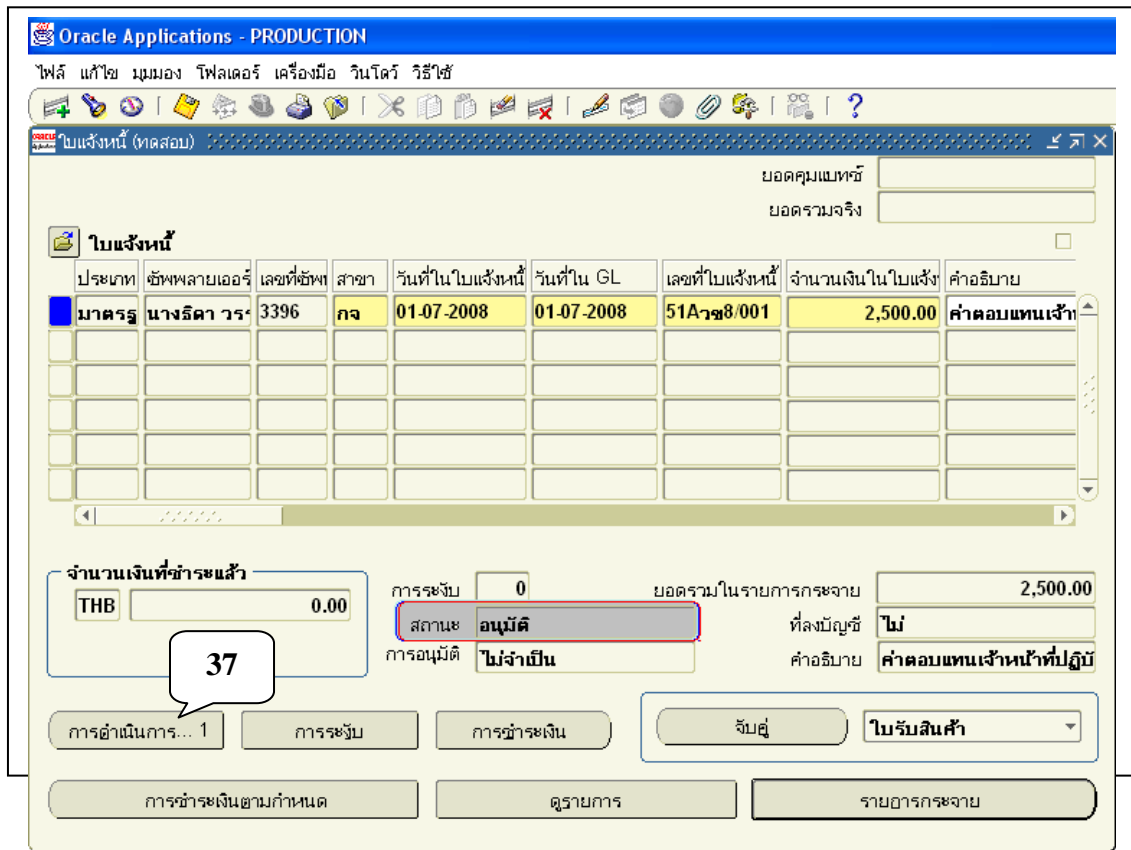 Oracle Applications - PRODUCTION
ไฟล์ แก้ไข มุมมอง โฟลเดอร์ เครื่องมือ วินโดว์ วิธีใช้
ใบแจ้งหนี้ (ทดสอบ)
ยอดคุมแบทช์
ยอดรวมจริง
ใบแจ้งหนี้
ประเภท ซัพพลายเออร์ เลขที่ซัพ สาขา วันที่ในใบแจ้งหนี้ วันที่ใน GL เลขที่ใบแจ้งหนี้ จำนวนเงินในใบแจ้ง คำอธิบาย
มาตรฐ นางธิดา วร 3396 กจ 01-07-2008 01-07-2008 51Aวช8/001 2,500.00 ค่าตอบแทนเจ้า
จำนวนเงินที่ชำระแล้ว
THB 0.00
การระงับ 0 ยอดรวมในรายการกระจาย 2,500.00
สถานะ อนุมัติ ที่ลงบัญชี ไม่
การอนุมัติ ไม่จำเป็น คำอธิบาย ค่าตอบแทนเจ้าหน้าที่ปฏิบั
37
การดำเนินการ... 1 การระงับ การชำระเงิน จับคู่ ใบรับสินค้า
การชำระเงินตามกำหนด ดูรายการ รายการกระจาย